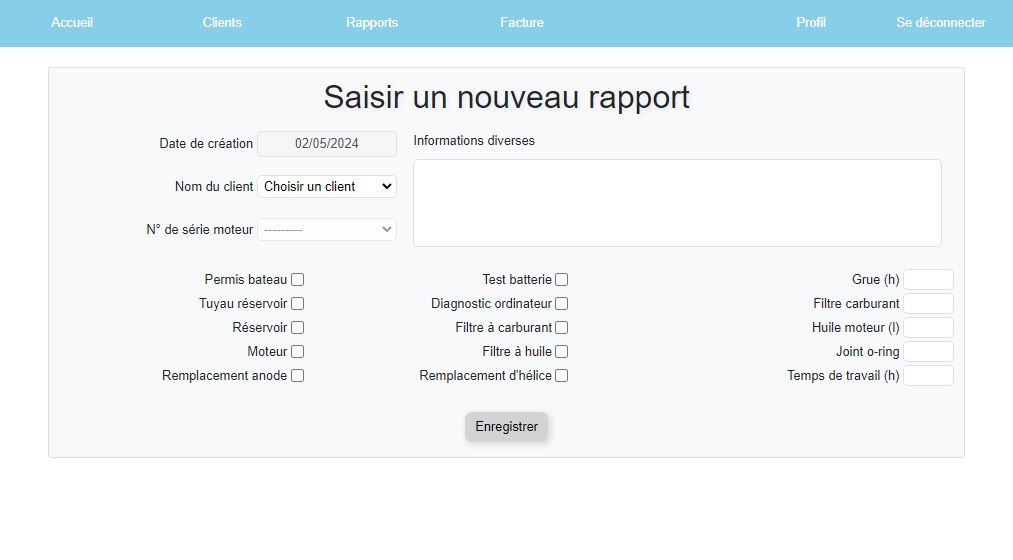 Accueil Clients Rapports Facture Profil Se déconnecter
Saisir un nouveau rapport
Date de création 02/05/2024
Informations diverses
Nom du client Choisir un client
N° de série moteur ---------
Permis bateau Test batterie Grue (h)
Tuyau réservoir Diagnostic ordinateur Filtre carburant
Réservoir Filtre à carburant Huile moteur (l)
Moteur Filtre à huile Joint o-ring
Remplacement anode Remplacement d'hélice Temps de travail (h)
Enregistrer